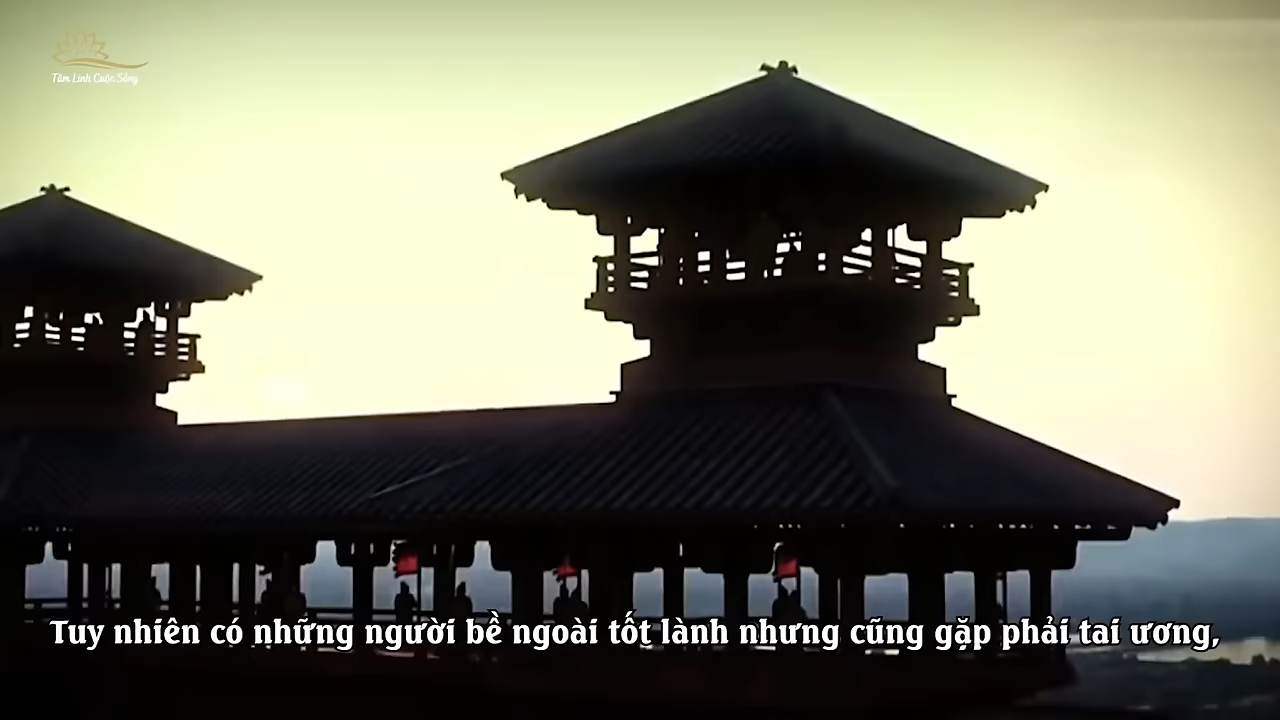 Tâm Linh Cuộc Sống
Tuy nhiên có những người bề ngoài tốt lành nhưng cũng gặp phải tai ương,